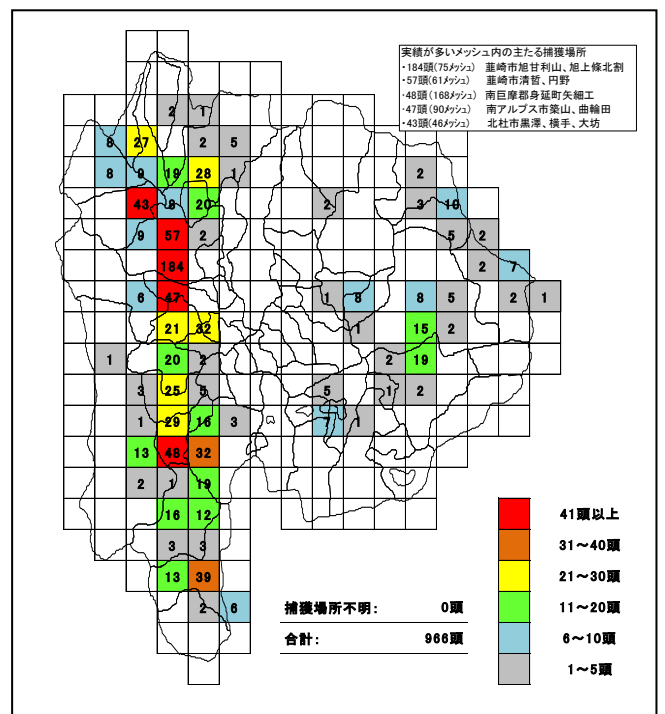 実績が多いメッシュ内の主たる捕獲場所
・184頭(75メッシュ) 韮崎市旭甘利山、旭上條北割
・57頭(61メッシュ) 韮崎市清哲、円野
・48頭(168メッシュ) 南巨摩郡身延町矢細工
・47頭(90メッシュ) 南アルプス市築山、曲輪田
・43頭(46メッシュ) 北杜市黒澤、横手、大坊
2 1
8 27 2 5
8 9 19 28 1 2
43 8 20 2 3 10
9 57 2 5 2
184 2 7
6 47 1 8 8 5 2 1
21 32 1 15 2
1 20 2 2 19
3 25 5 5 1 2
1 29 16 3 7 1
13 48 32
2 1 19
16 12
3 3
13 39
2 6
41頭以上
31～40頭
21～30頭
11～20頭
6～10頭
1～5頭
捕獲場所不明: 0頭
合計: 966頭